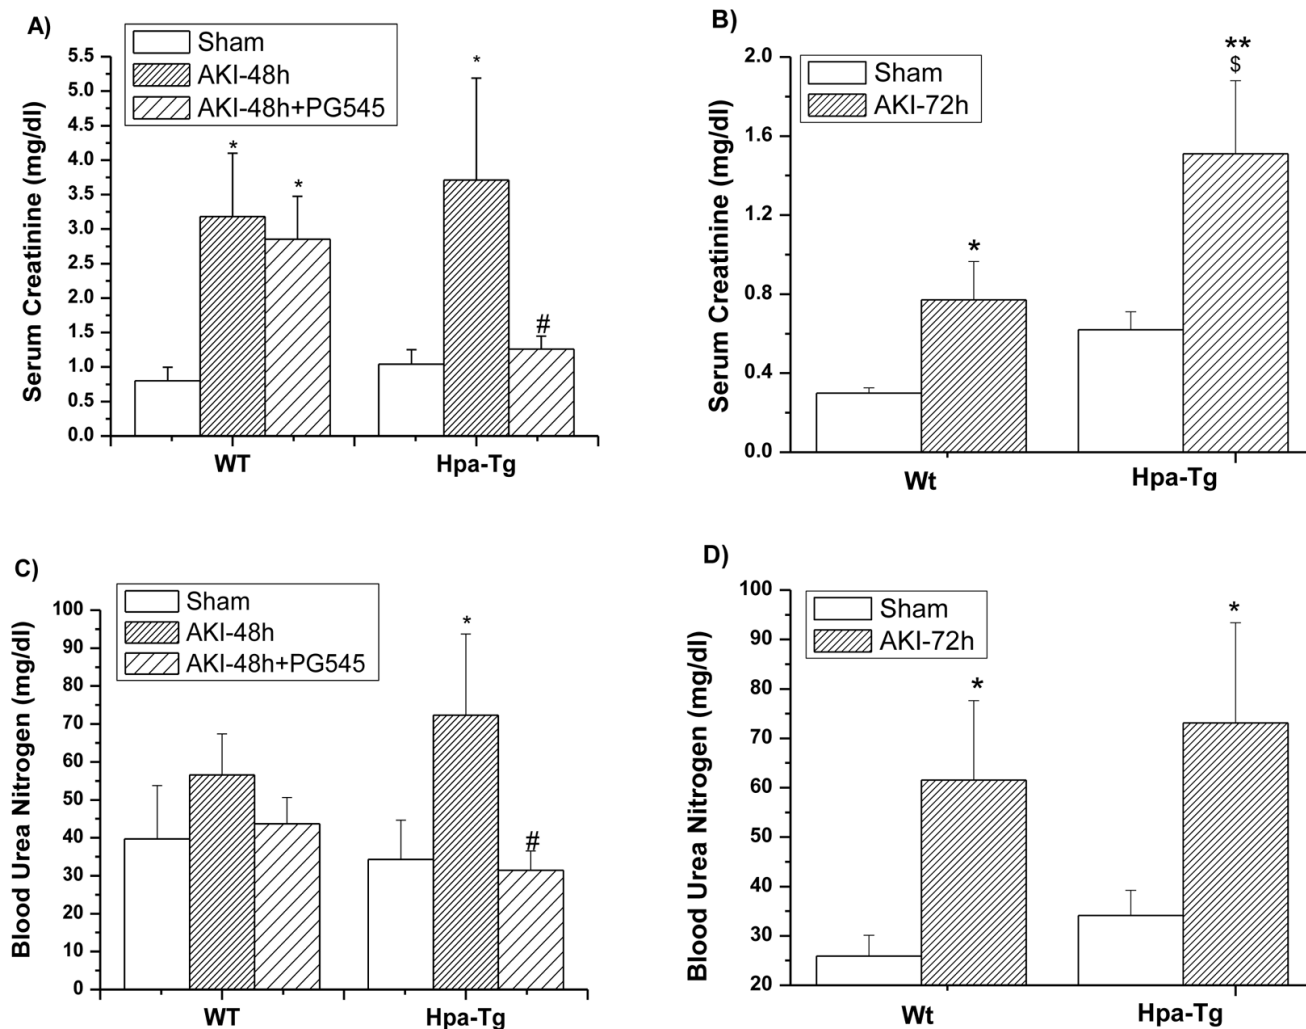 A)
Sham
AKI-48h
AKI-48h+PG545
Serum Creatinine (mg/dl)
5.5
5.0
4.5
4.0
3.5
3.0
2.5
2.0
1.5
1.0
0.5
0.0
*
*
*
#
WT
Hpa-Tg
B)
Sham
AKI-72h
Serum Creatinine (mg/dl)
2.0
1.6
1.2
0.8
0.4
0.0
*
**
$
Wt
Hpa-Tg
C)
Sham
AKI-48h
AKI-48h+PG545
Blood Urea Nitrogen (mg/dl)
100
90
80
70
60
50
40
30
20
10
0
*
#
WT
Hpa-Tg
D)
Sham
AKI-72h
Blood Urea Nitrogen (mg/dl)
100
90
80
70
60
50
40
30
20
*
*
Wt
Hpa-Tg